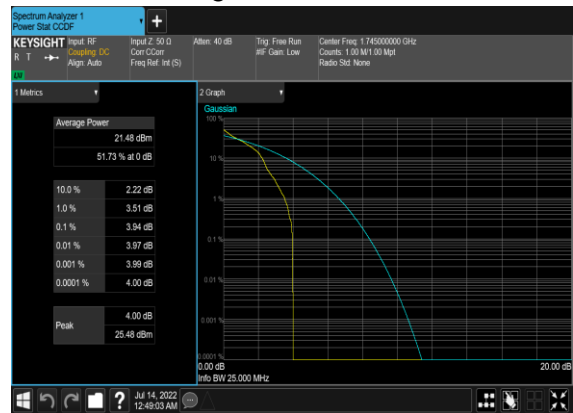 Spectrum Analyzer 1
Power Stat CCDF
+
KEYSIGHT
R T
LW
Input: RF
Coupling: DC
Align: Auto
Input Z: 50 Ω
Corr CCorr
Freq Ref: Int (S)
Atten: 40 dB
Trig: Free Run
#IF Gain: Low
Center Freq: 1.745000000 GHz
Counts: 1.00 M/1.00 Mpt
Radio Std: None
1 Metrics
Average Power
21.48 dBm
51.73 % at 0 dB
10.0 % 2.22 dB
1.0 % 3.51 dB
0.1 % 3.94 dB
0.01 % 3.97 dB
0.001 % 3.99 dB
0.0001 % 4.00 dB
Peak
4.00 dB
25.48 dBm
2 Graph
Gaussian
100 %
10 %
1 %
0.1 %
0.01 %
0.001 %
0.0001 %
0.00 dB 20.00 dB
Info BW 25.000 MHz
?
Jul 14, 2022
12:49:03 AM